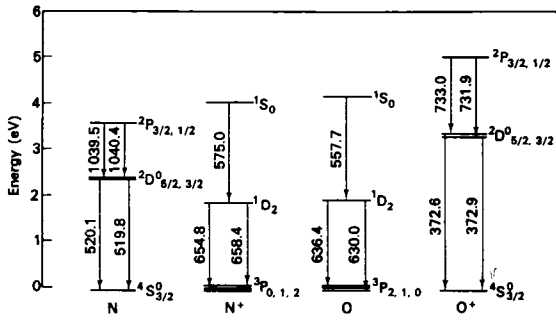 Energy (eV)
6
5
4
3
2
1
0
²P3/2, 1/2
1039.5
1040.4
²D⁰5/2, 3/2
520.1
519.8
⁴S⁰3/2
N
¹S₀
575.0
¹D₂
654.8
658.4
³P0, 1, 2
N⁺
¹S₀
557.7
¹D₂
636.4
630.0
³P2, 1, 0
O
²P3/2, 1/2
733.0
731.9
²D⁰5/2, 3/2
372.6
372.9
⁴S⁰3/2
O⁺